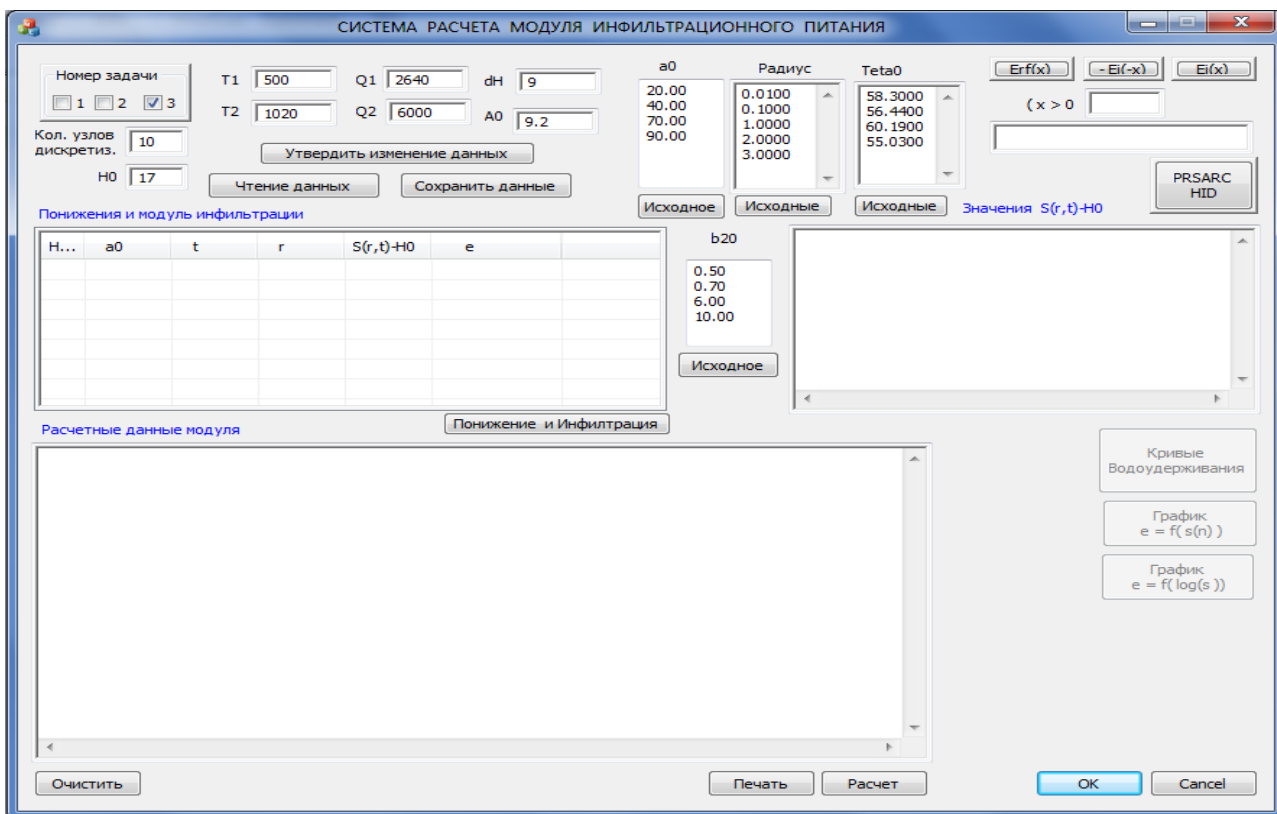 СИСТЕМА РАСЧЕТА МОДУЛЯ ИНФИЛЬТРАЦИОННОГО ПИТАНИЯ
Номер задачи
1 2 3
T1 500 Q1 2640 dH 9
T2 1020 Q2 6000 A0 9.2
Кол. узлов
дискретиз. 10
H0 17
Утвердить изменение данных
Чтение данных Сохранить данные
a0
20.00
40.00
70.00
90.00
Исходное
Радиус
0.0100
0.1000
1.0000
2.0000
3.0000
Исходные
Teta0
58.3000
56.4400
60.1900
55.0300
Исходные
Erf(x) - Ei(-x) Ei(x)
( x > 0
PRSARC
HID
Понижения и модуль инфильтрации
H... a0 t r S(r,t)-H0 e
b20
0.50
0.70
6.00
10.00
Исходное
Значения S(r,t)-H0
Понижение и Инфилтрация
Расчетные данные модуля
Кривые
Водоудерживания
График
e = f( s(n) )
График
e = f( log(s ))
Очистить Печать Расчет OK Cancel